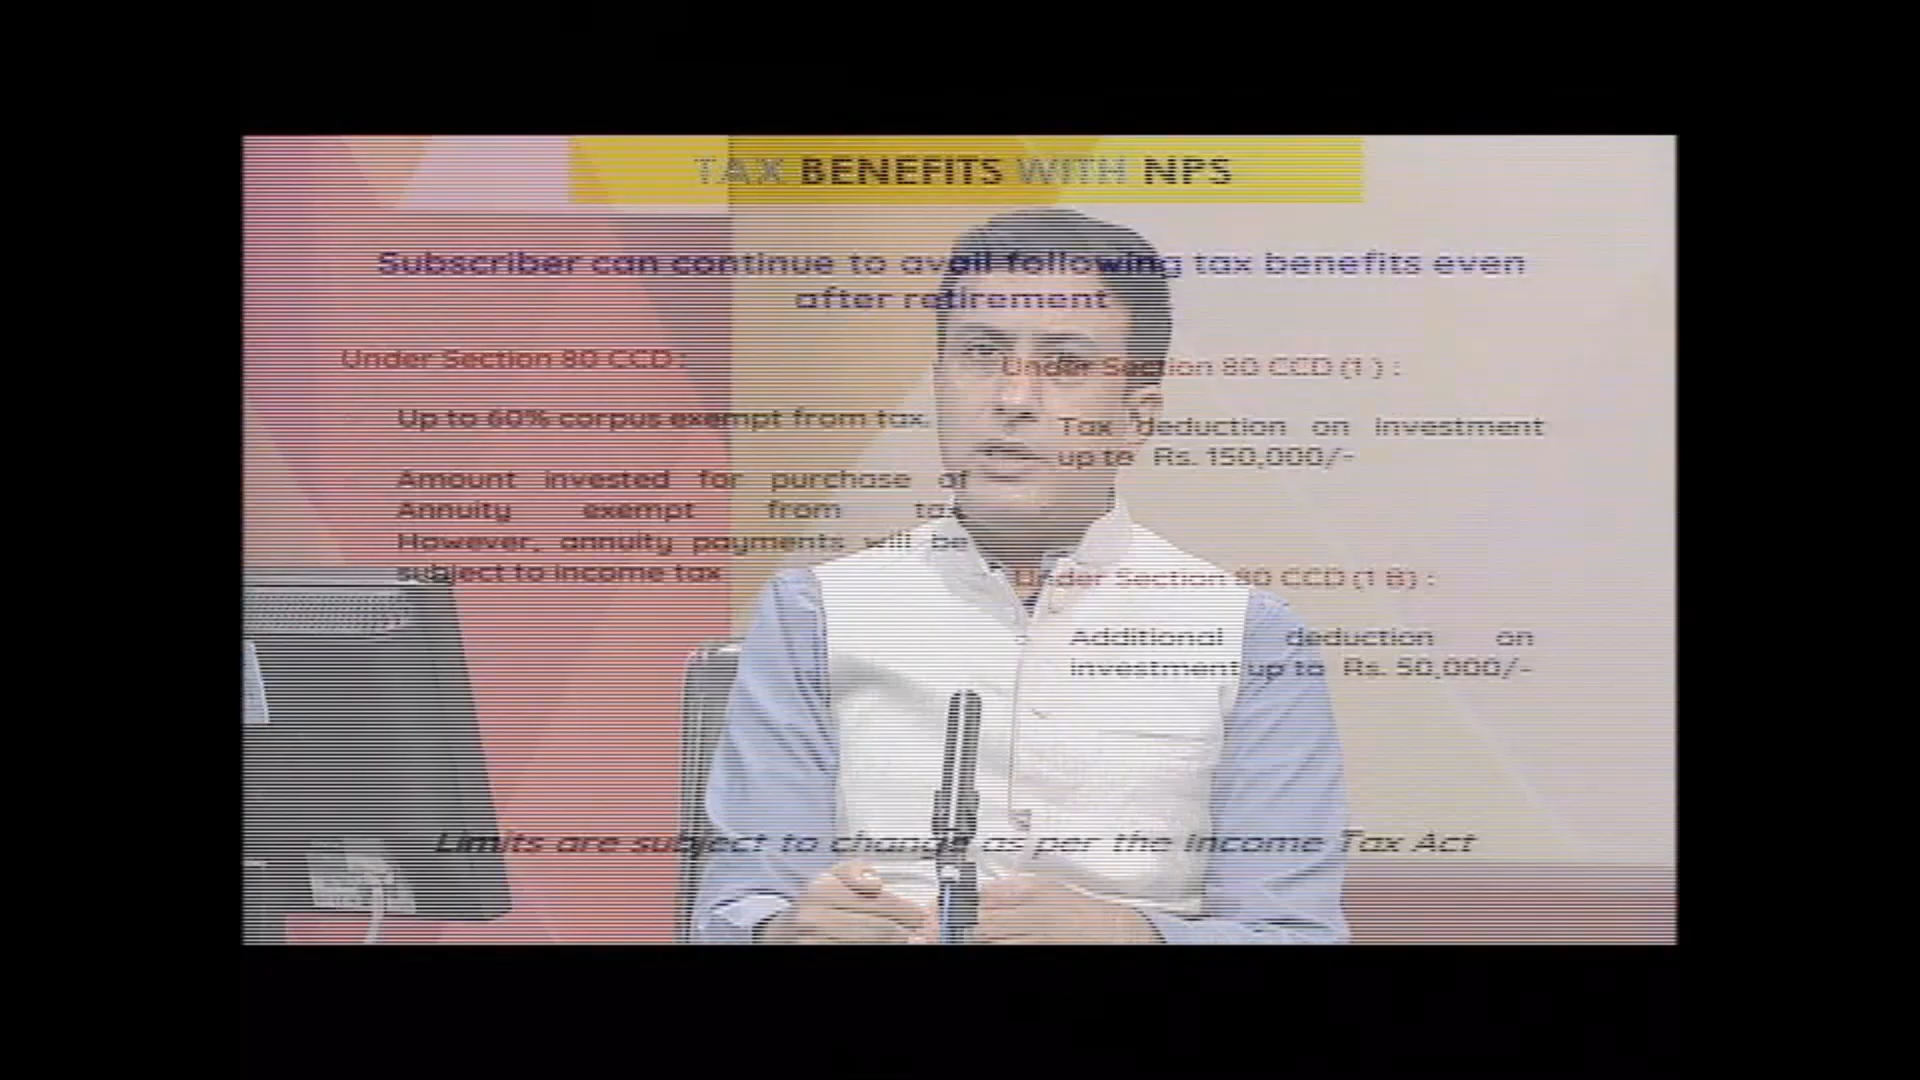 TAX BENEFITS WITH NPS
Subscriber can continue to avail following tax benefits even
after retirement
Under Section 80 CCD :
Up to 60% corpus exempt from tax.
Amount invested for purchase of
Annuity exempt from tax
However, annuity payments will be
subject to income tax
Under Section 80 CCD (1 ) :
Tax deduction on investment
up to Rs. 150,000/-
Under Section 80 CCD (1 B) :
Additional deduction on
investment up to Rs. 50,000/-
Limits are subject to change as per the Income Tax Act